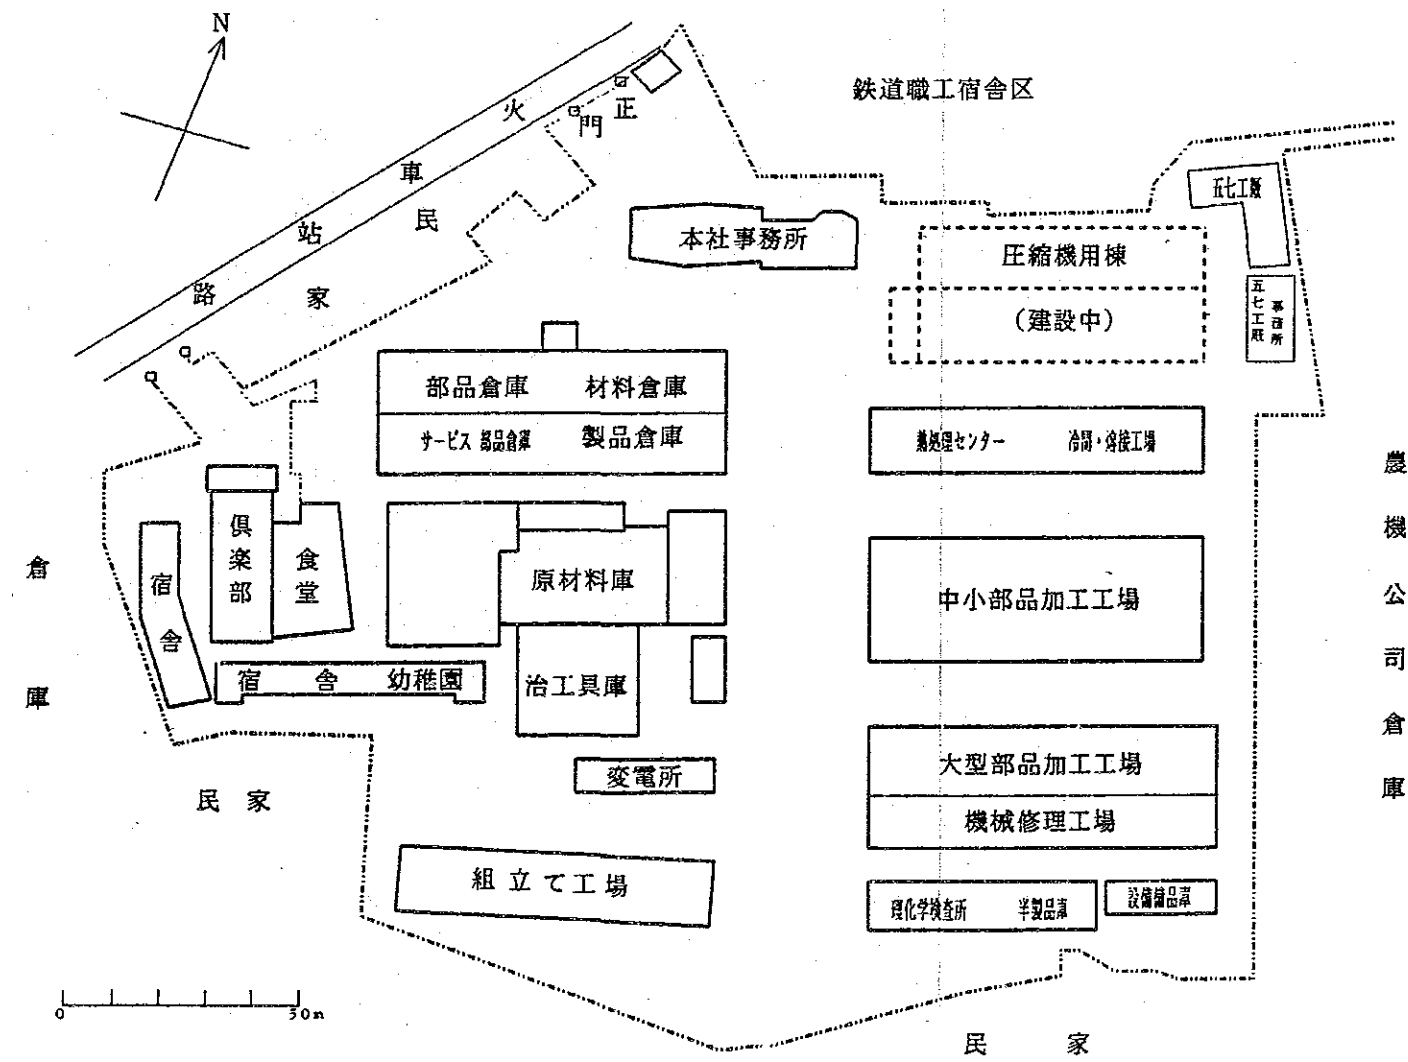 N
鉄道職工宿舎区
火車站路
正門
民家
五七工廠
本社事務所
圧縮機用棟
(建設中)
五七工廠
事務所
部品倉庫 材料倉庫
サービス部品倉庫 製品倉庫
熱処理センター 冷間・熔接工場
農機公司倉庫
倶楽部
食堂
宿舎
倉庫
原材料庫
中小部品加工工場
宿舎 幼稚園
治工具庫
変電所
大型部品加工工場
機械修理工場
民家
組立て工場
理化学検査所 半製品庫
設備備品庫
0 50m
民家